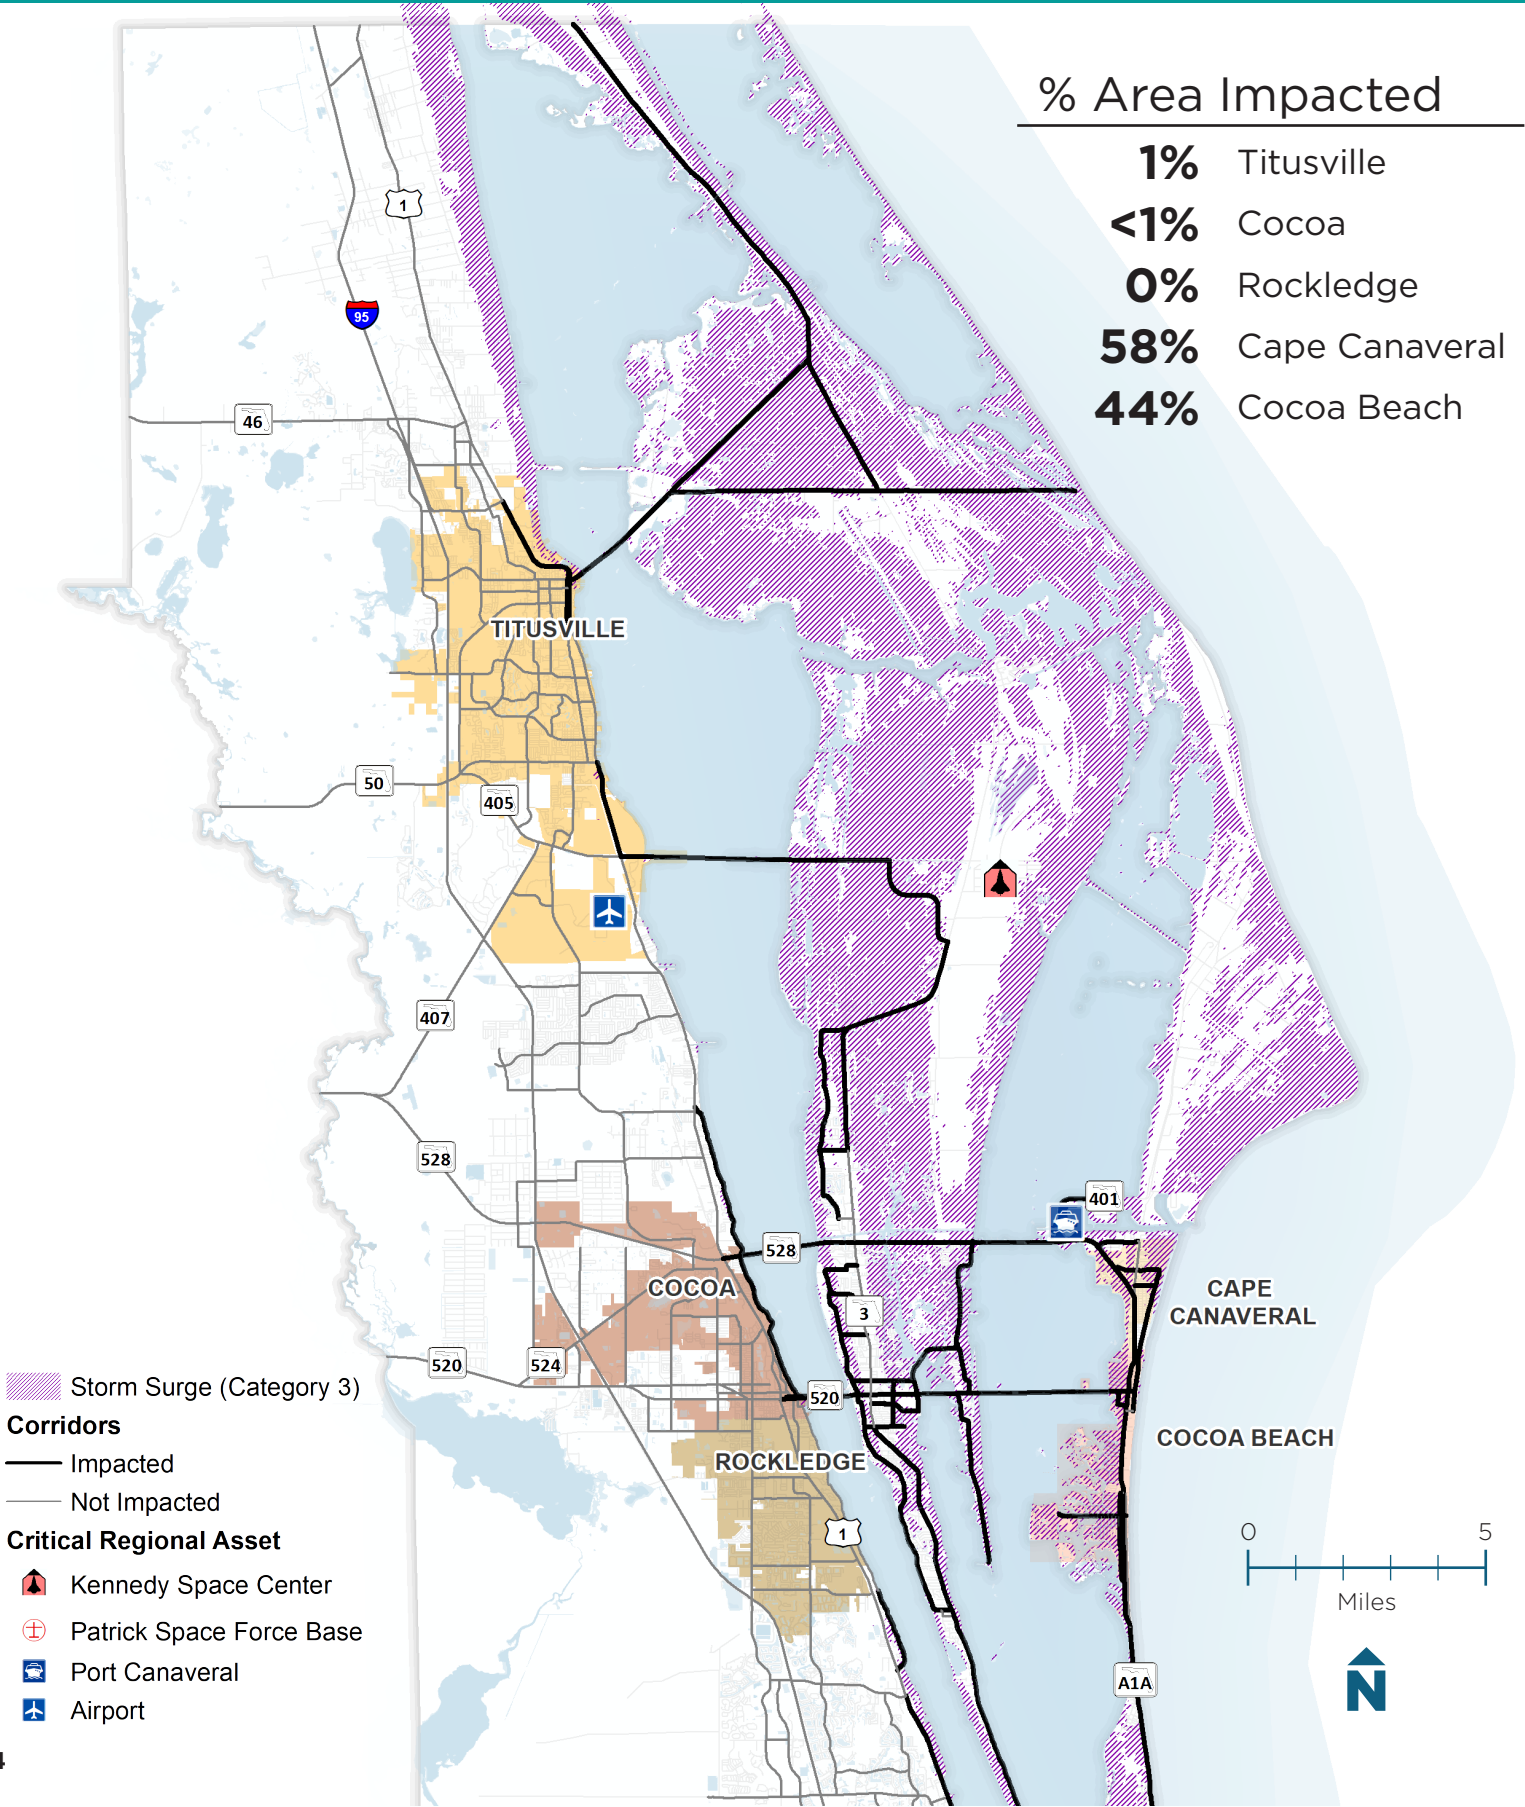 % Area Impacted
1% Titusville
<1% Cocoa
0% Rockledge
58% Cape Canaveral
44% Cocoa Beach
1
95
46
TITUSVILLE
50
405
407
528
401
528
COCOA
CAPE
CANAVERAL
3
520
524
520
COCOA BEACH
ROCKLEDGE
1
A1A
Storm Surge (Category 3)
Corridors
Impacted
Not Impacted
Critical Regional Asset
Kennedy Space Center
Patrick Space Force Base
Port Canaveral
Airport
0 5
Miles
N